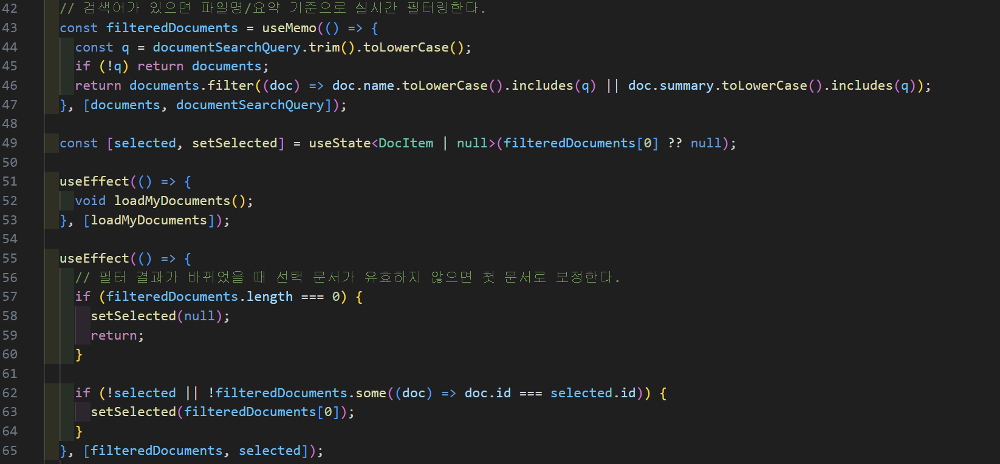 42 // 검색어가 있으면 파일명/요약 기준으로 실시간 필터링한다.
43 const filteredDocuments = useMemo(() => {
44 const q = documentSearchQuery.trim().toLowerCase();
45 if (!q) return documents;
46 return documents.filter((doc) => doc.name.toLowerCase().includes(q) || doc.summary.toLowerCase().includes(q));
47 }, [documents, documentSearchQuery]);
48
49 const [selected, setSelected] = useState<DocItem | null>(filteredDocuments[0] ?? null);
50
51 useEffect(() => {
52 void loadMyDocuments();
53 }, [loadMyDocuments]);
54
55 useEffect(() => {
56 // 필터 결과가 바뀌었을 때 선택 문서가 유효하지 않으면 첫 문서로 보정한다.
57 if (filteredDocuments.length === 0) {
58 setSelected(null);
59 return;
60 }
61
62 if (!selected || !filteredDocuments.some((doc) => doc.id === selected.id)) {
63 setSelected(filteredDocuments[0]);
64 }
65 }, [filteredDocuments, selected]);